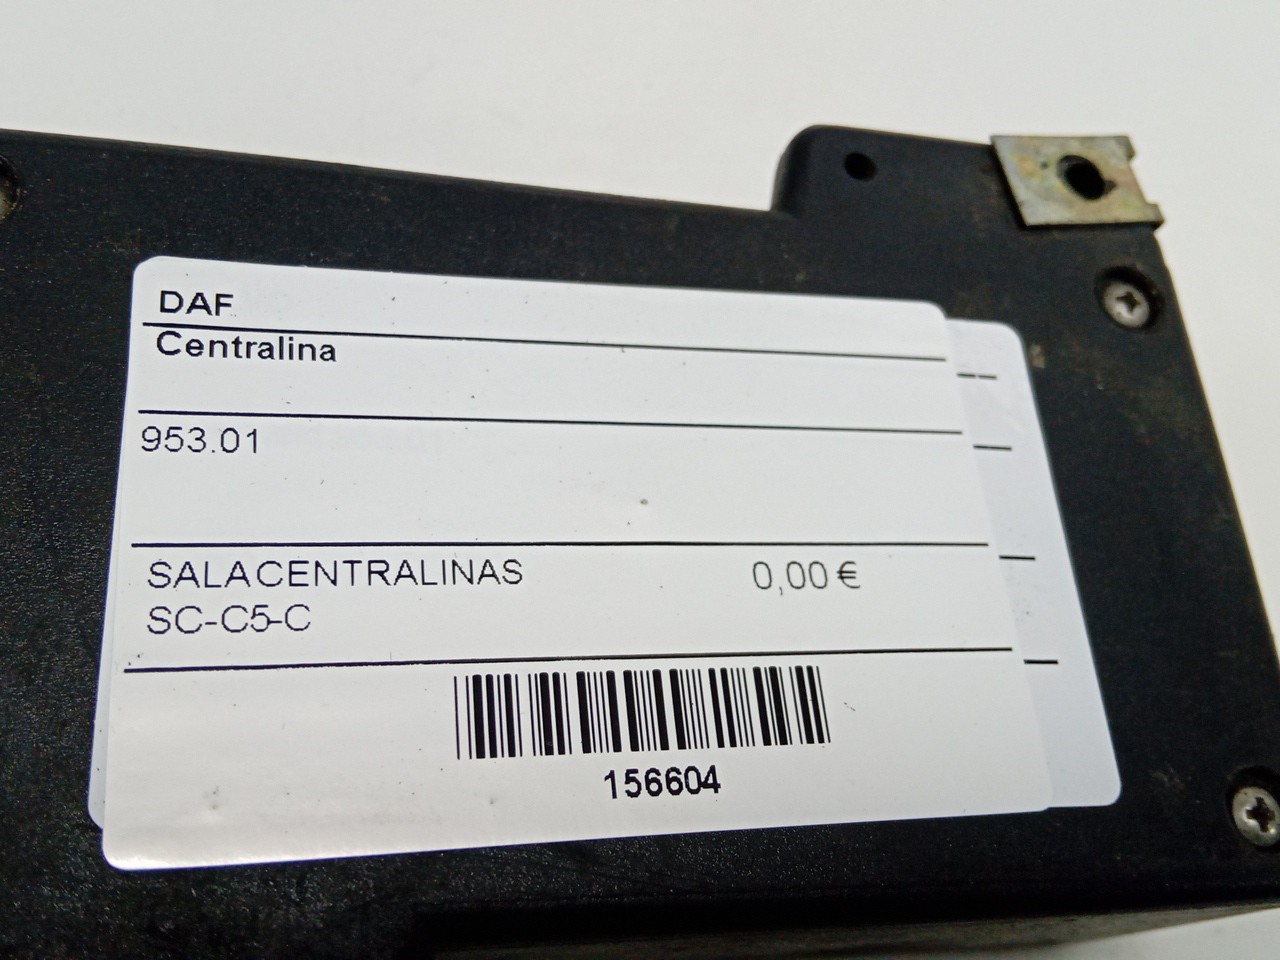 DAF
Centralina
953.01
SALACENTRALINAS 0,00 €
SC-C5-C
156604